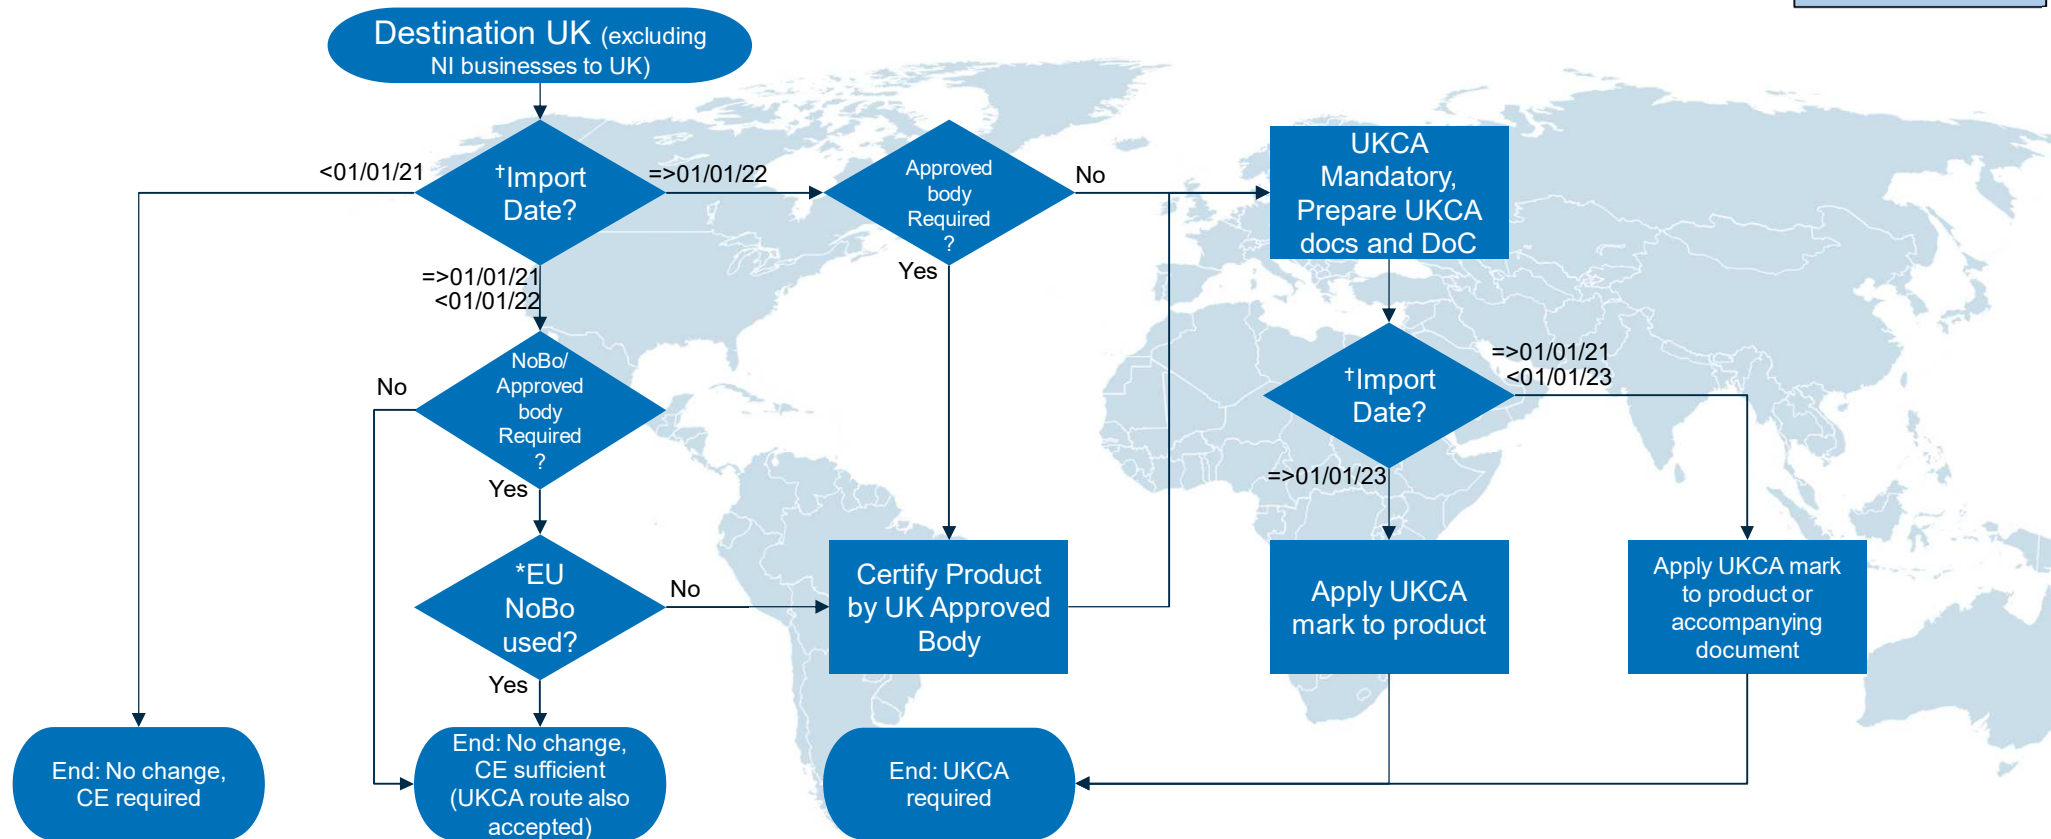 Destination UK (excluding
NI businesses to UK)
<01/01/21
†Import
Date?
=>01/01/22
=>01/01/21
<01/01/22
Approved
body
Required
?
No
Yes
UKCA
Mandatory,
Prepare UKCA
docs and DoC
NoBo/
Approved
body
Required
?
No
Yes
†Import
Date?
=>01/01/21
<01/01/23
=>01/01/23
*EU
NoBo
used?
No
Yes
Certify Product
by UK Approved
Body
Apply UKCA
mark to product
Apply UKCA mark
to product or
accompanying
document
End: No change,
CE required
End: No change,
CE sufficient
(UKCA route also
accepted)
End: UKCA
required